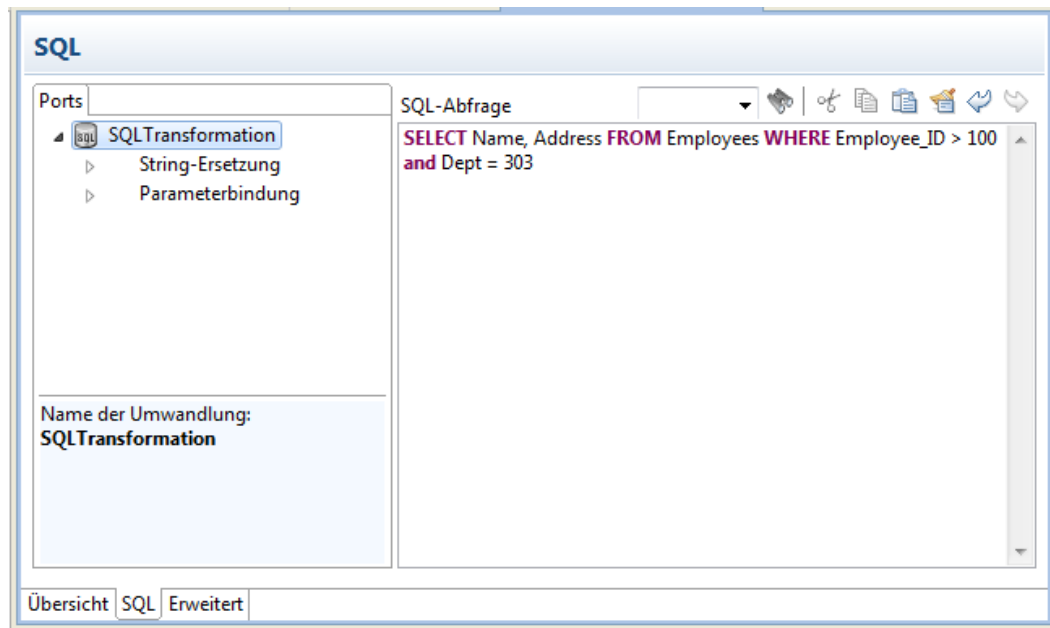 SQL
Ports
SQLTransformation
String-Ersetzung
Parameterbindung
Name der Umwandlung:
SQLTransformation
SQL-Abfrage
SELECT Name, Address FROM Employees WHERE Employee_ID > 100
and Dept = 303
Übersicht SQL Erweitert